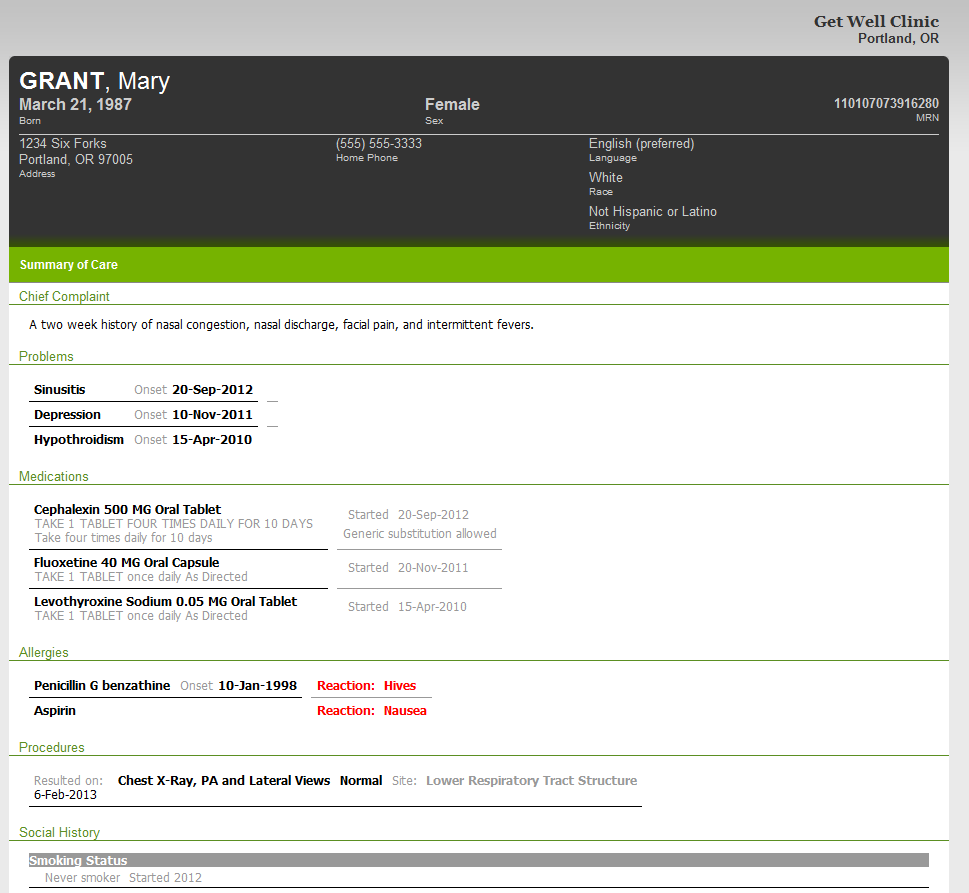 Get Well Clinic
Portland, OR
GRANT, Mary
March 21, 1987 Female 110107073916280
Born Sex MRN
1234 Six Forks (555) 555-3333 English (preferred)
Portland, OR 97005 Home Phone Language
Address
White
Race
Not Hispanic or Latino
Ethnicity
Summary of Care
Chief Complaint
A two week history of nasal congestion, nasal discharge, facial pain, and intermittent fevers.
Problems
Sinusitis Onset 20-Sep-2012
Depression Onset 10-Nov-2011
Hypothroidism Onset 15-Apr-2010
Medications
Cephalexin 500 MG Oral Tablet
TAKE 1 TABLET FOUR TIMES DAILY FOR 10 DAYS
Take four times daily for 10 days
Started 20-Sep-2012
Generic substitution allowed
Fluoxetine 40 MG Oral Capsule
TAKE 1 TABLET once daily As Directed
Started 20-Nov-2011
Levothyroxine Sodium 0.05 MG Oral Tablet
TAKE 1 TABLET once daily As Directed
Started 15-Apr-2010
Allergies
Penicillin G benzathine Onset 10-Jan-1998 Reaction: Hives
Aspirin Reaction: Nausea
Procedures
Resulted on: Chest X-Ray, PA and Lateral Views Normal Site: Lower Respiratory Tract Structure
6-Feb-2013
Social History
Smoking Status
Never smoker Started 2012